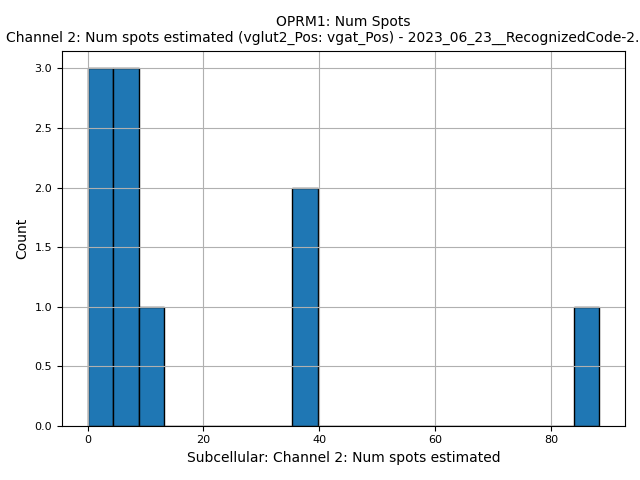 OPRM1: Num Spots
Channel 2: Num spots estimated (vglut2_Pos: vgat_Pos) - 2023_06_23__RecognizedCode-2.
3.0
2.5
2.0
1.5
1.0
0.5
0.0
Count
0 20 40 60 80
Subcellular: Channel 2: Num spots estimated